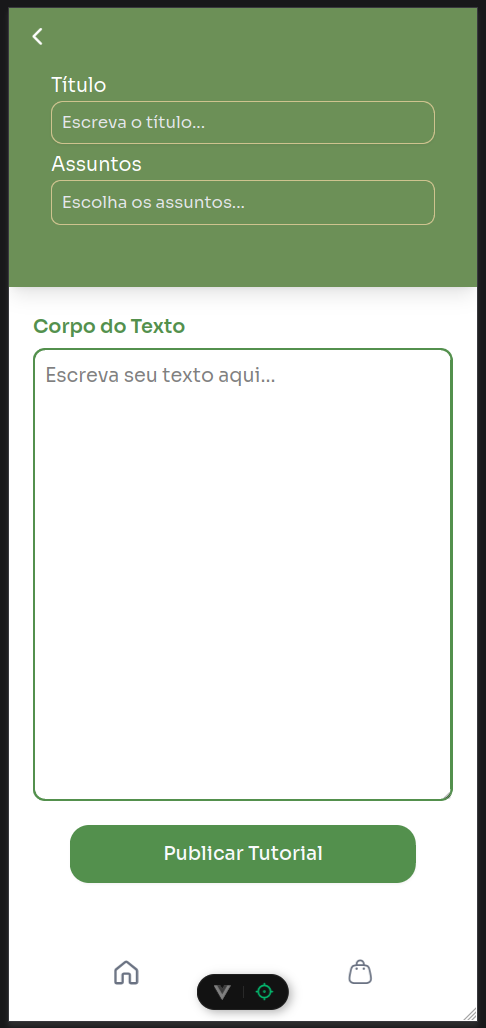 Título
Escreva o título...
Assuntos
Escolha os assuntos...
Corpo do Texto
Escreva seu texto aqui...
Publicar Tutorial